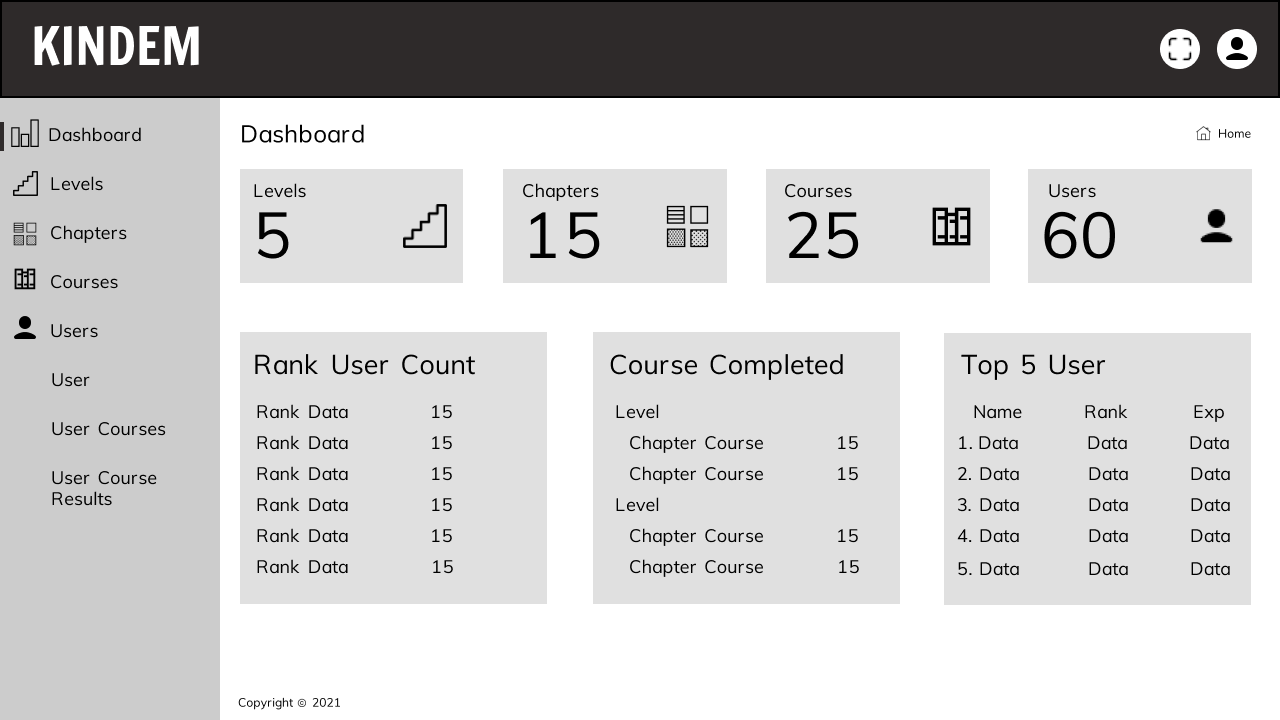 KINDEM
Dashboard
Levels
Chapters
Courses
Users
User
User Courses
User Course
Results
Dashboard
Home
Levels
5
Chapters
15
Courses
25
Users
60
Rank User Count
Rank Data 15
Rank Data 15
Rank Data 15
Rank Data 15
Rank Data 15
Rank Data 15
Course Completed
Level
Chapter Course 15
Chapter Course 15
Level
Chapter Course 15
Chapter Course 15
Top 5 User
Name Rank Exp
1. Data Data Data
2. Data Data Data
3. Data Data Data
4. Data Data Data
5. Data Data Data
Copyright © 2021